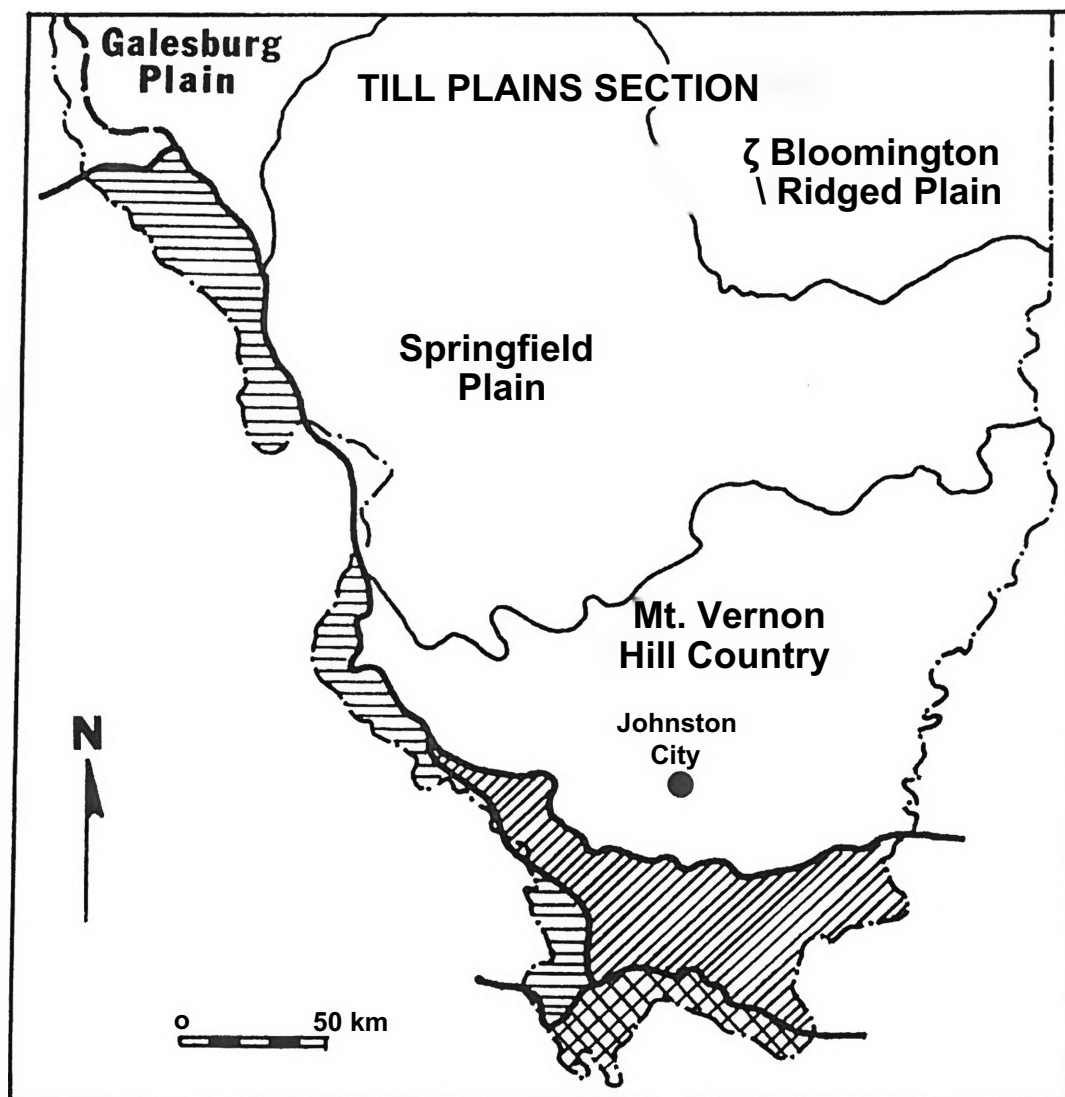 Galesburg
Plain
TILL PLAINS SECTION
ζ Bloomington
\ Ridged Plain
Springfield
Plain
Mt. Vernon
Hill Country
Johnston
City
N
o 50 km